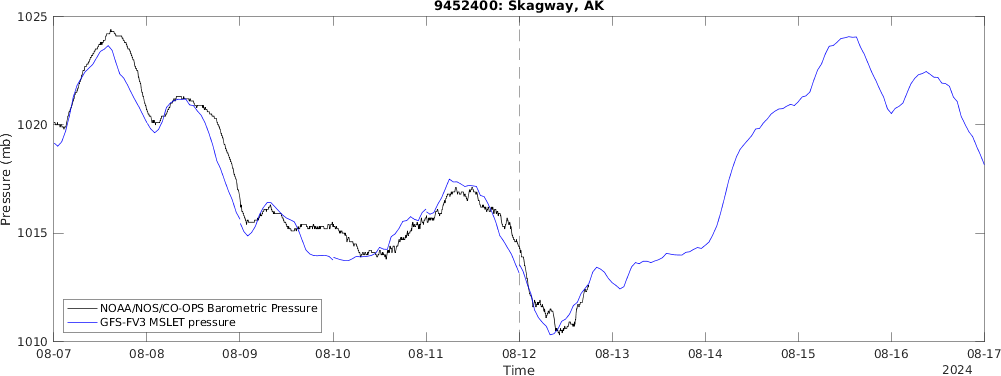 9452400: Skagway, AK
1025
1020
1015
1010
Pressure (mb)
NOAA/NOS/CO-OPS Barometric Pressure
GFS-FV3 MSLET pressure
08-07 08-08 08-09 08-10 08-11 08-12 08-13 08-14 08-15 08-16 08-17
Time
2024